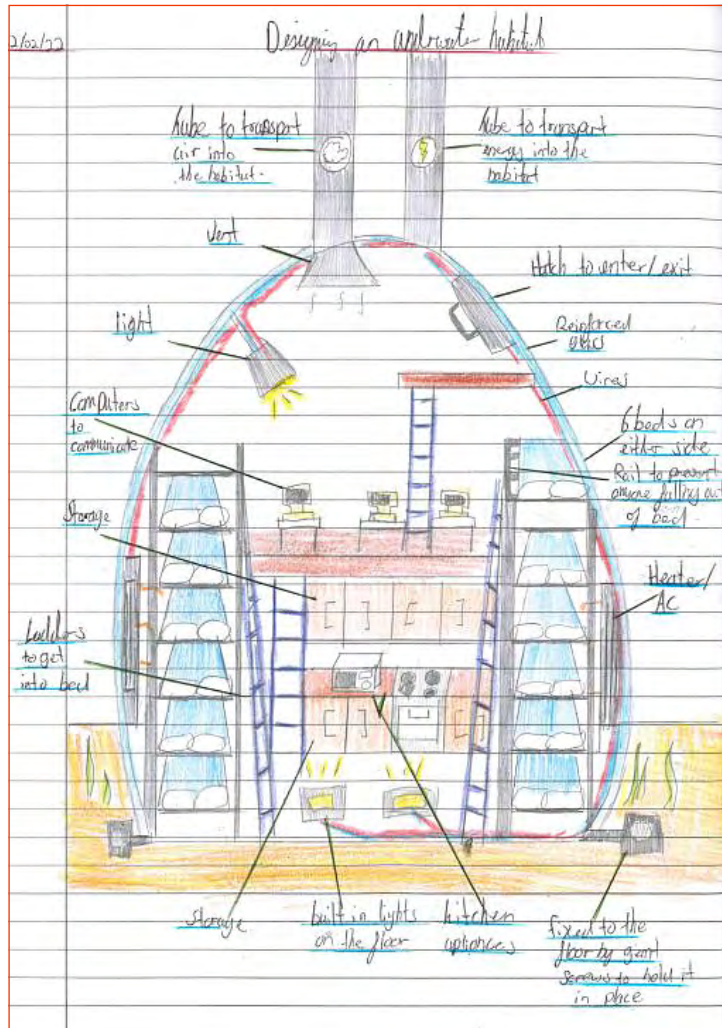 2/02/22
Designing an underwater habitat
tube to transport
air into
the habitat.
tube to transport
energy into the
habitat
Vent
Hatch to enter/exit
light
Reinforced
Wires
Computers
to
communicate
6 beds on
either side
Rail to prevent
anyone falling out
of bed
Storage
Heater/
AC
Ladders
to get
into bed
Storage
built in lights
on the floor
kitchen
appliances
fixed to the
floor by giant
screws to hold it
in place